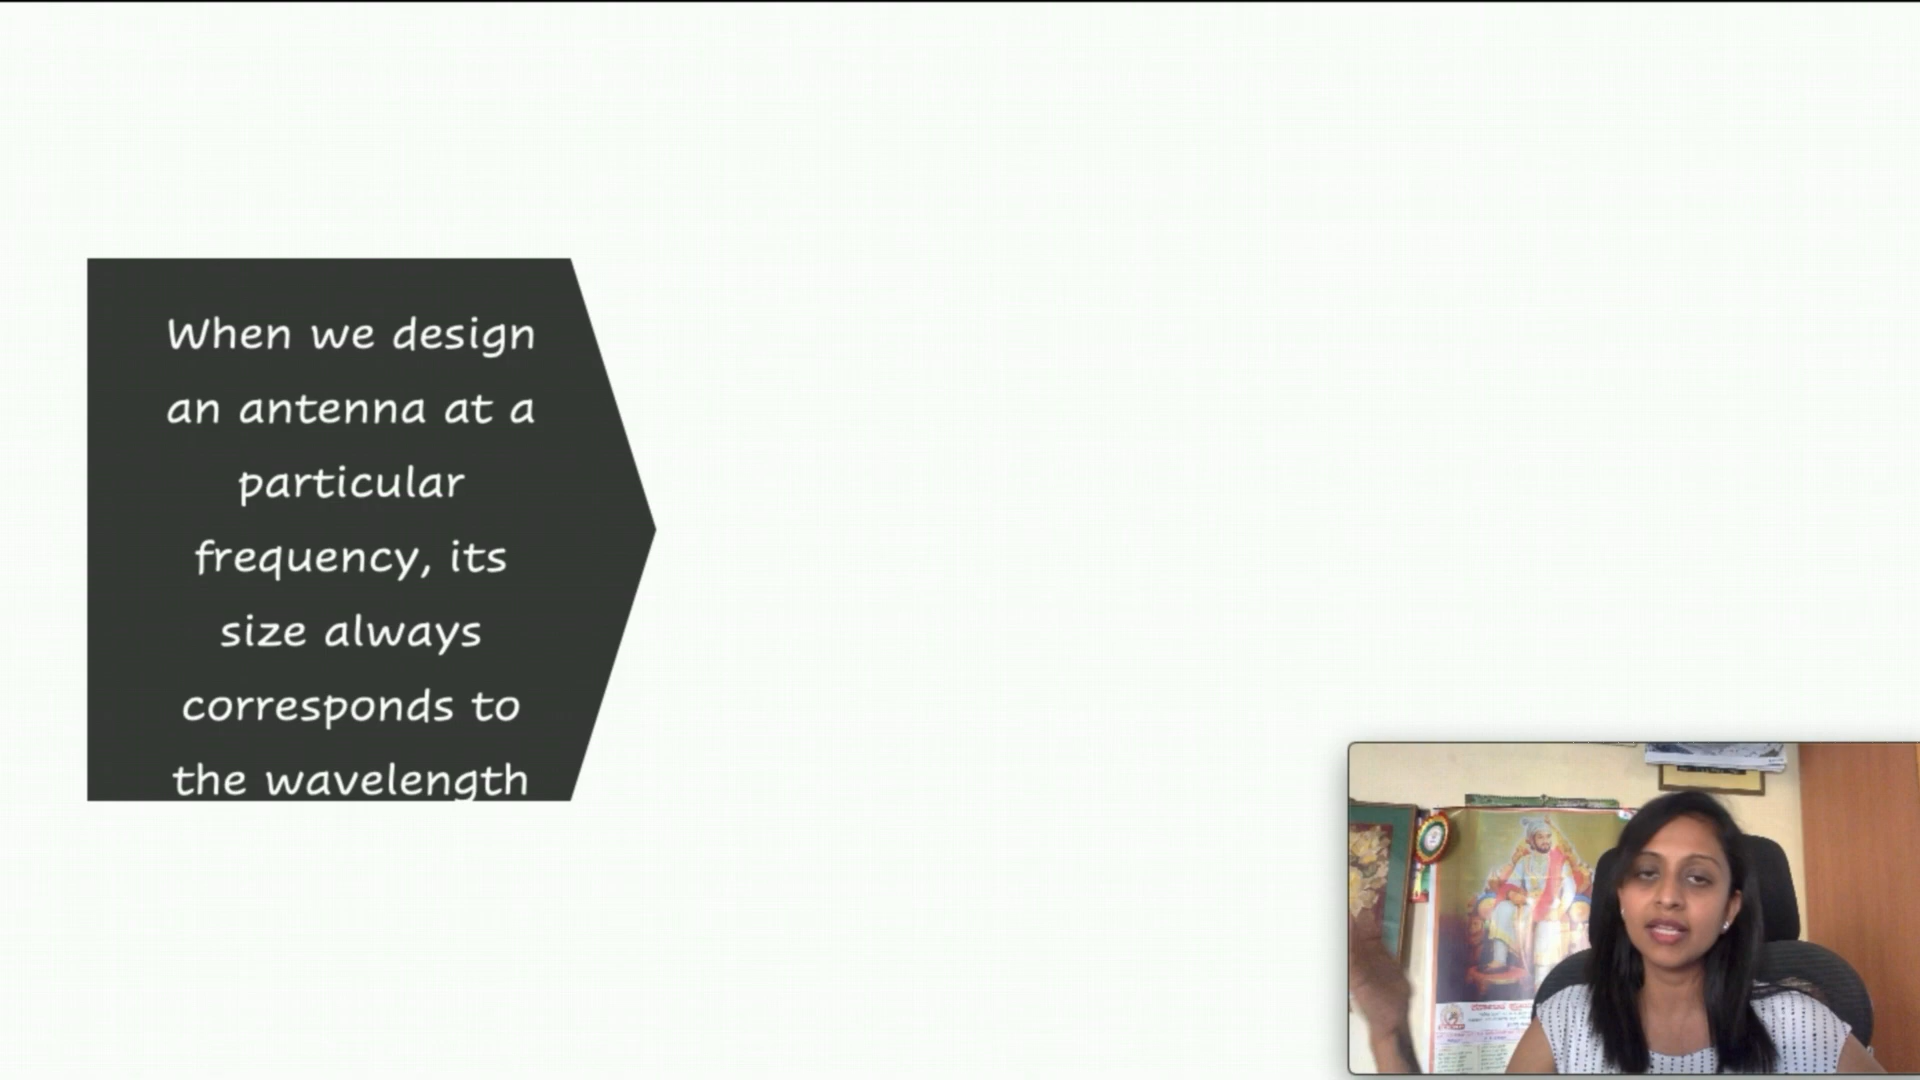 When we design
an antenna at a
particular
frequency, its
size always
corresponds to
the wavelength